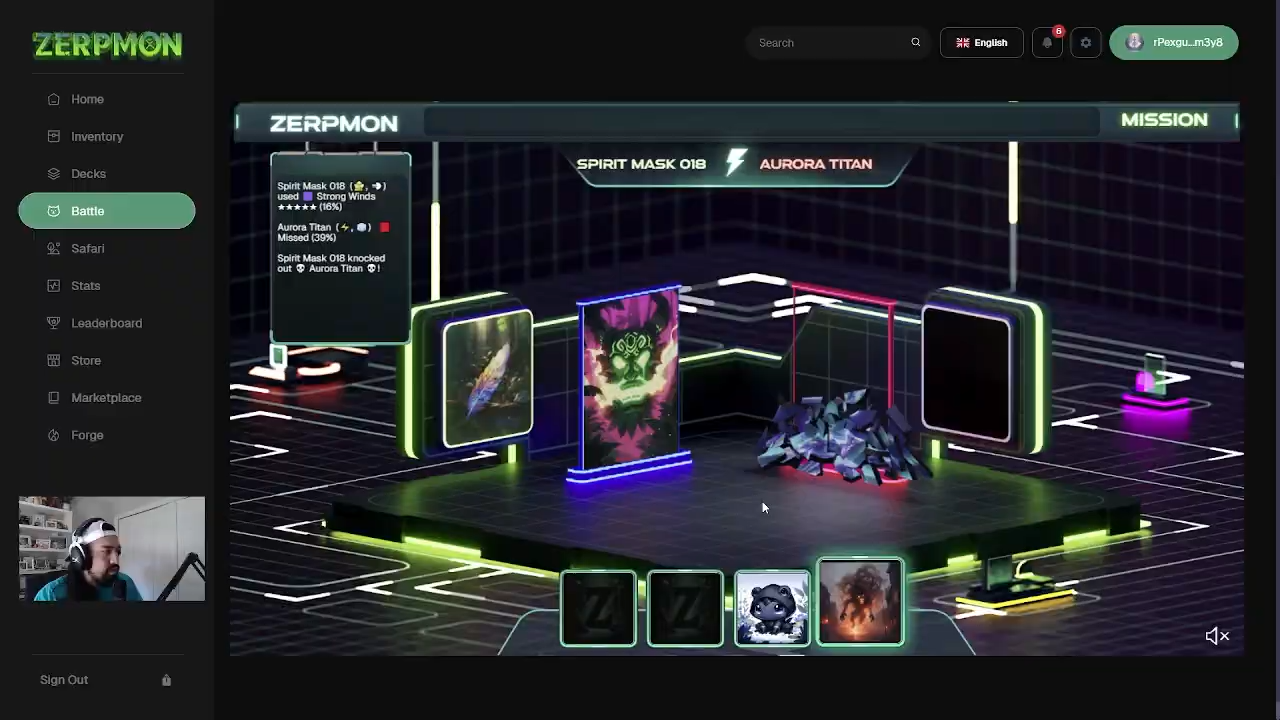 ZERPMON
Search
English
6
rPexgu...m3y8
Home
Inventory
Decks
Battle
Safari
Stats
Leaderboard
Store
Marketplace
Forge
Sign Out
ZERPMON
MISSION
SPIRIT MASK 018
AURORA TITAN
Spirit Mask 018 ( , )
used Strong Winds
★★★★★ (16%)
Aurora Titan ( , )
Missed (39%)
Spirit Mask 018 knocked
out 💀 Aurora Titan 💀!
Z
Z